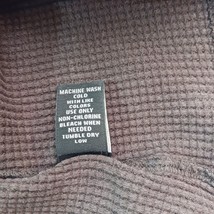 MACHINE WASH
COLD
WITH LIKE
COLORS
USE ONLY
NON-CHLORINE
BLEACH WHEN
NEEDED
TUMBLE DRY
LOW